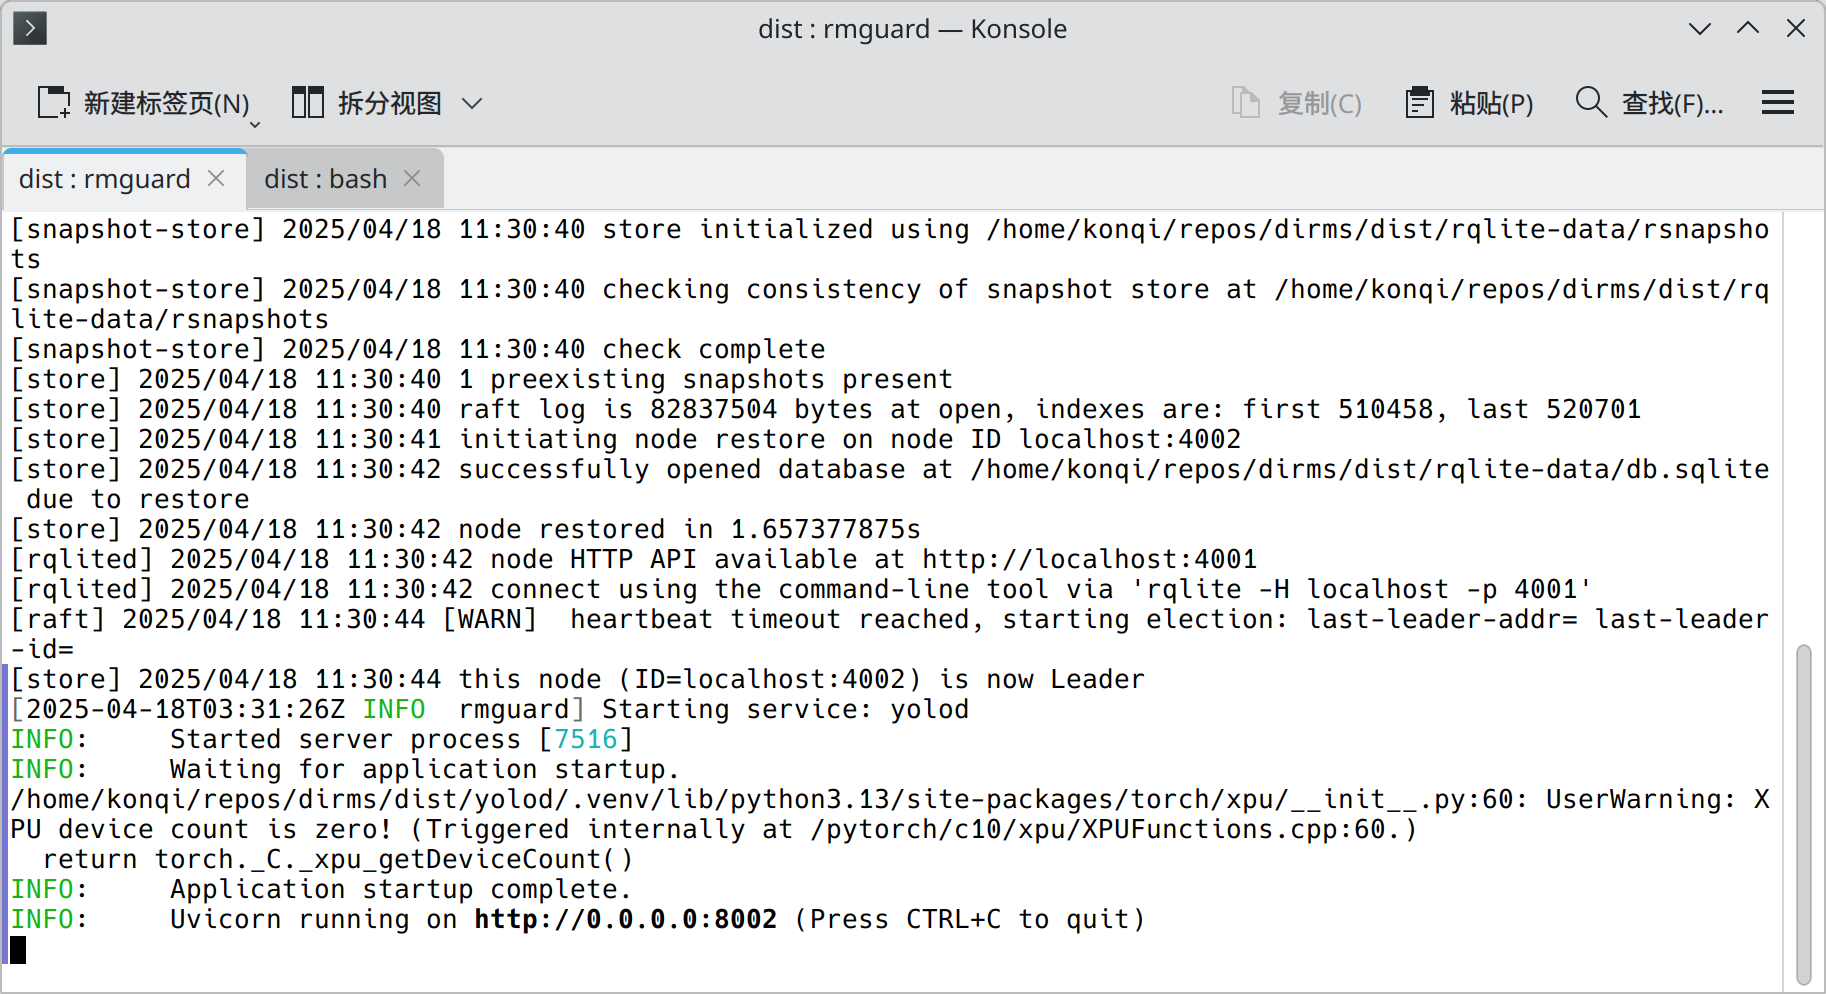 dist : rmguard — Konsole
新建标签页(N) 拆分视图 复制(C) 粘贴(P) 查找(F)...
dist : rmguard dist : bash
[snapshot-store] 2025/04/18 11:30:40 store initialized using /home/konqi/repos/dirms/dist/rqlite-data/rsnapsho
ts
[snapshot-store] 2025/04/18 11:30:40 checking consistency of snapshot store at /home/konqi/repos/dirms/dist/rq
lite-data/rsnapshots
[snapshot-store] 2025/04/18 11:30:40 check complete
[store] 2025/04/18 11:30:40 1 preexisting snapshots present
[store] 2025/04/18 11:30:40 raft log is 82837504 bytes at open, indexes are: first 510458, last 520701
[store] 2025/04/18 11:30:41 initiating node restore on node ID localhost:4002
[store] 2025/04/18 11:30:42 successfully opened database at /home/konqi/repos/dirms/dist/rqlite-data/db.sqlite
 due to restore
[store] 2025/04/18 11:30:42 node restored in 1.657377875s
[rqlited] 2025/04/18 11:30:42 node HTTP API available at http://localhost:4001
[rqlited] 2025/04/18 11:30:42 connect using the command-line tool via 'rqlite -H localhost -p 4001'
[raft] 2025/04/18 11:30:44 [WARN]  heartbeat timeout reached, starting election: last-leader-addr= last-leader
-id=
[store] 2025/04/18 11:30:44 this node (ID=localhost:4002) is now Leader
[2025-04-18T03:31:26Z INFO  rmguard] Starting service: yolod
INFO:     Started server process [7516]
INFO:     Waiting for application startup.
/home/konqi/repos/dirms/dist/yolod/.venv/lib/python3.13/site-packages/torch/xpu/__init__.py:60: UserWarning: X
PU device count is zero! (Triggered internally at /pytorch/c10/xpu/XPUFunctions.cpp:60.)
  return torch._C._xpu_getDeviceCount()
INFO:     Application startup complete.
INFO:     Uvicorn running on http://0.0.0.0:8002 (Press CTRL+C to quit)